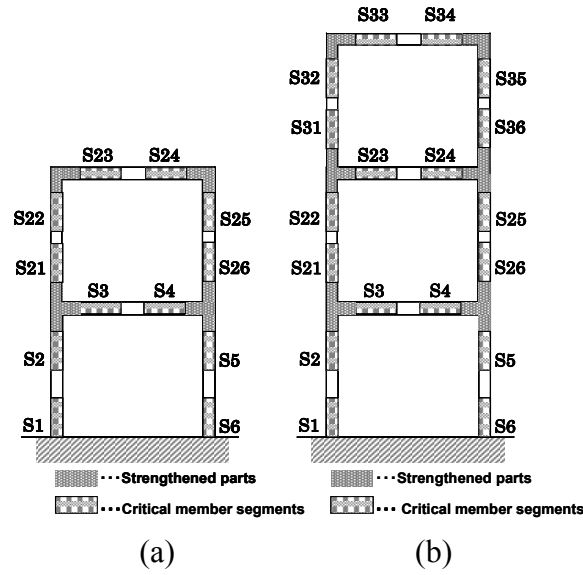 S33 S34
S32 S35
S31 S36
S23 S24 S23 S24
S22 S25 S22 S25
S21 S26 S21 S26
S3 S4 S3 S4
S2 S5 S2 S5
S1 S6 S1 S6
···Strengthened parts ···Strengthened parts
···Critical member segments ···Critical member segments
(a) (b)